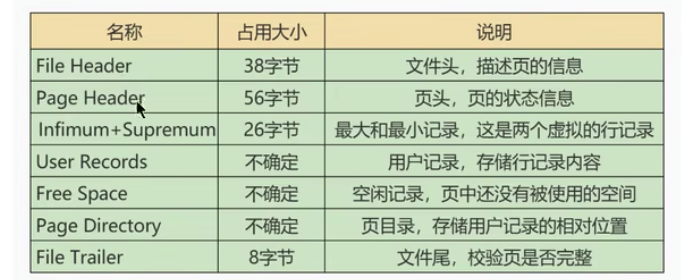 名称 占用大小 说明
File Header 38字节 文件头，描述页的信息
Page Header 56字节 页头，页的状态信息
Infimum+Supremum 26字节 最大和最小记录，这是两个虚拟的行记录
User Records 不确定 用户记录，存储行记录内容
Free Space 不确定 空闲记录，页中还没有被使用的空间
Page Directory 不确定 页目录，存储用户记录的相对位置
File Trailer 8字节 文件尾，校验页是否完整